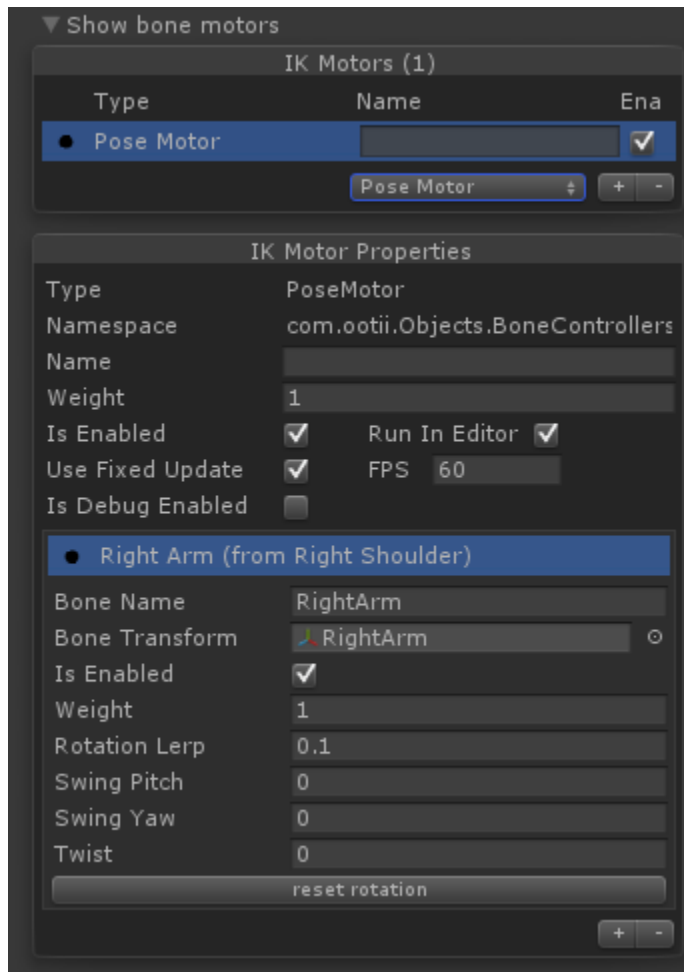 Show bone motors
IK Motors (1)
Type Name Ena
Pose Motor
Pose Motor + -
IK Motor Properties
Type PoseMotor
Namespace com.ootii.Objects.BoneControllers
Name
Weight 1
Is Enabled Run In Editor
Use Fixed Update FPS 60
Is Debug Enabled
Right Arm (from Right Shoulder)
Bone Name RightArm
Bone Transform RightArm
Is Enabled
Weight 1
Rotation Lerp 0.1
Swing Pitch 0
Swing Yaw 0
Twist 0
reset rotation
+ -